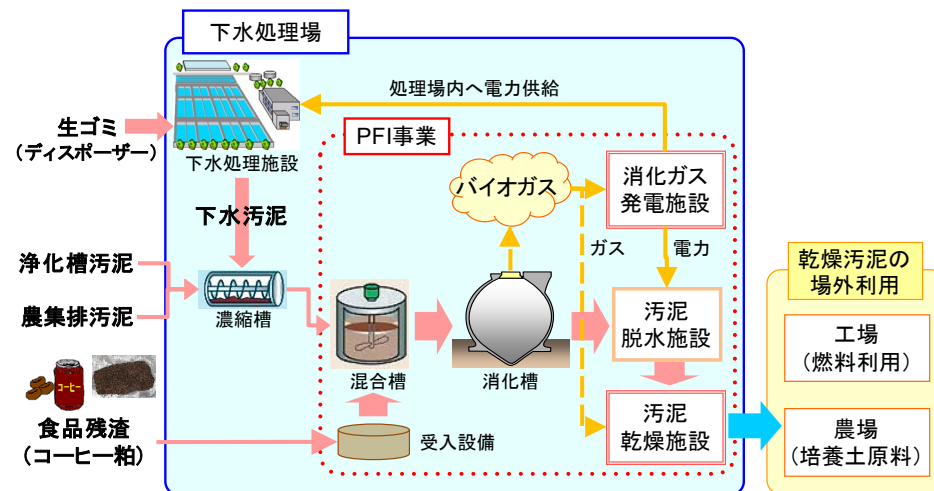 下水処理場
処理場内へ電力供給
生ゴミ
（ディスポーザー）
下水処理施設
PFI事業
バイオガス
消化ガス
発電施設
下水汚泥
ガス
電力
浄化槽汚泥
農集排汚泥
濃縮槽
混合槽
消化槽
汚泥
脱水施設
乾燥汚泥の
場外利用
工場
（燃料利用）
コーヒー
食品残渣
（コーヒー粕）
受入設備
汚泥
乾燥施設
農場
（培養土原料）